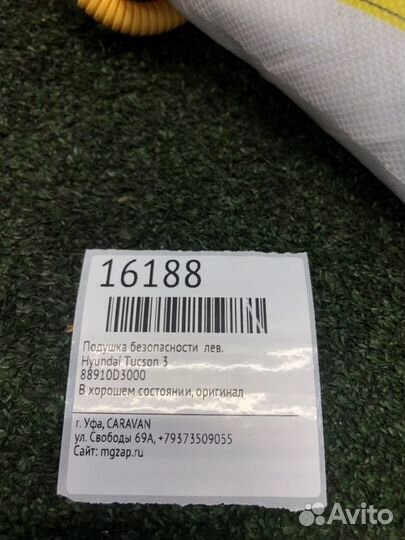 16188
Подушка безопасности лев.
Hyundai Tucson 3
88910D3000
В хорошем состоянии, оригинал
г. Уфа, CARAVAN
ул. Свободы 69А, +79373509055
Сайт: mgzap.ru
Avito